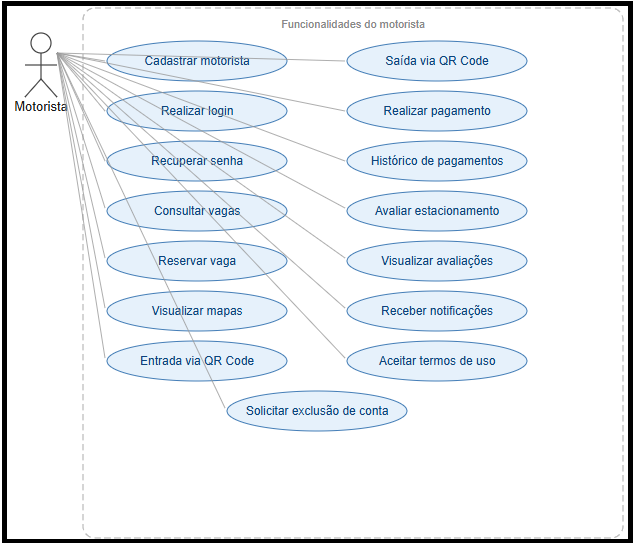 Funcionalidades do motorista
Motorista
Cadastrar motorista
Saída via QR Code
Realizar login
Realizar pagamento
Recuperar senha
Histórico de pagamentos
Consultar vagas
Avaliar estacionamento
Reservar vaga
Visualizar avaliações
Visualizar mapas
Receber notificações
Entrada via QR Code
Aceitar termos de uso
Solicitar exclusão de conta